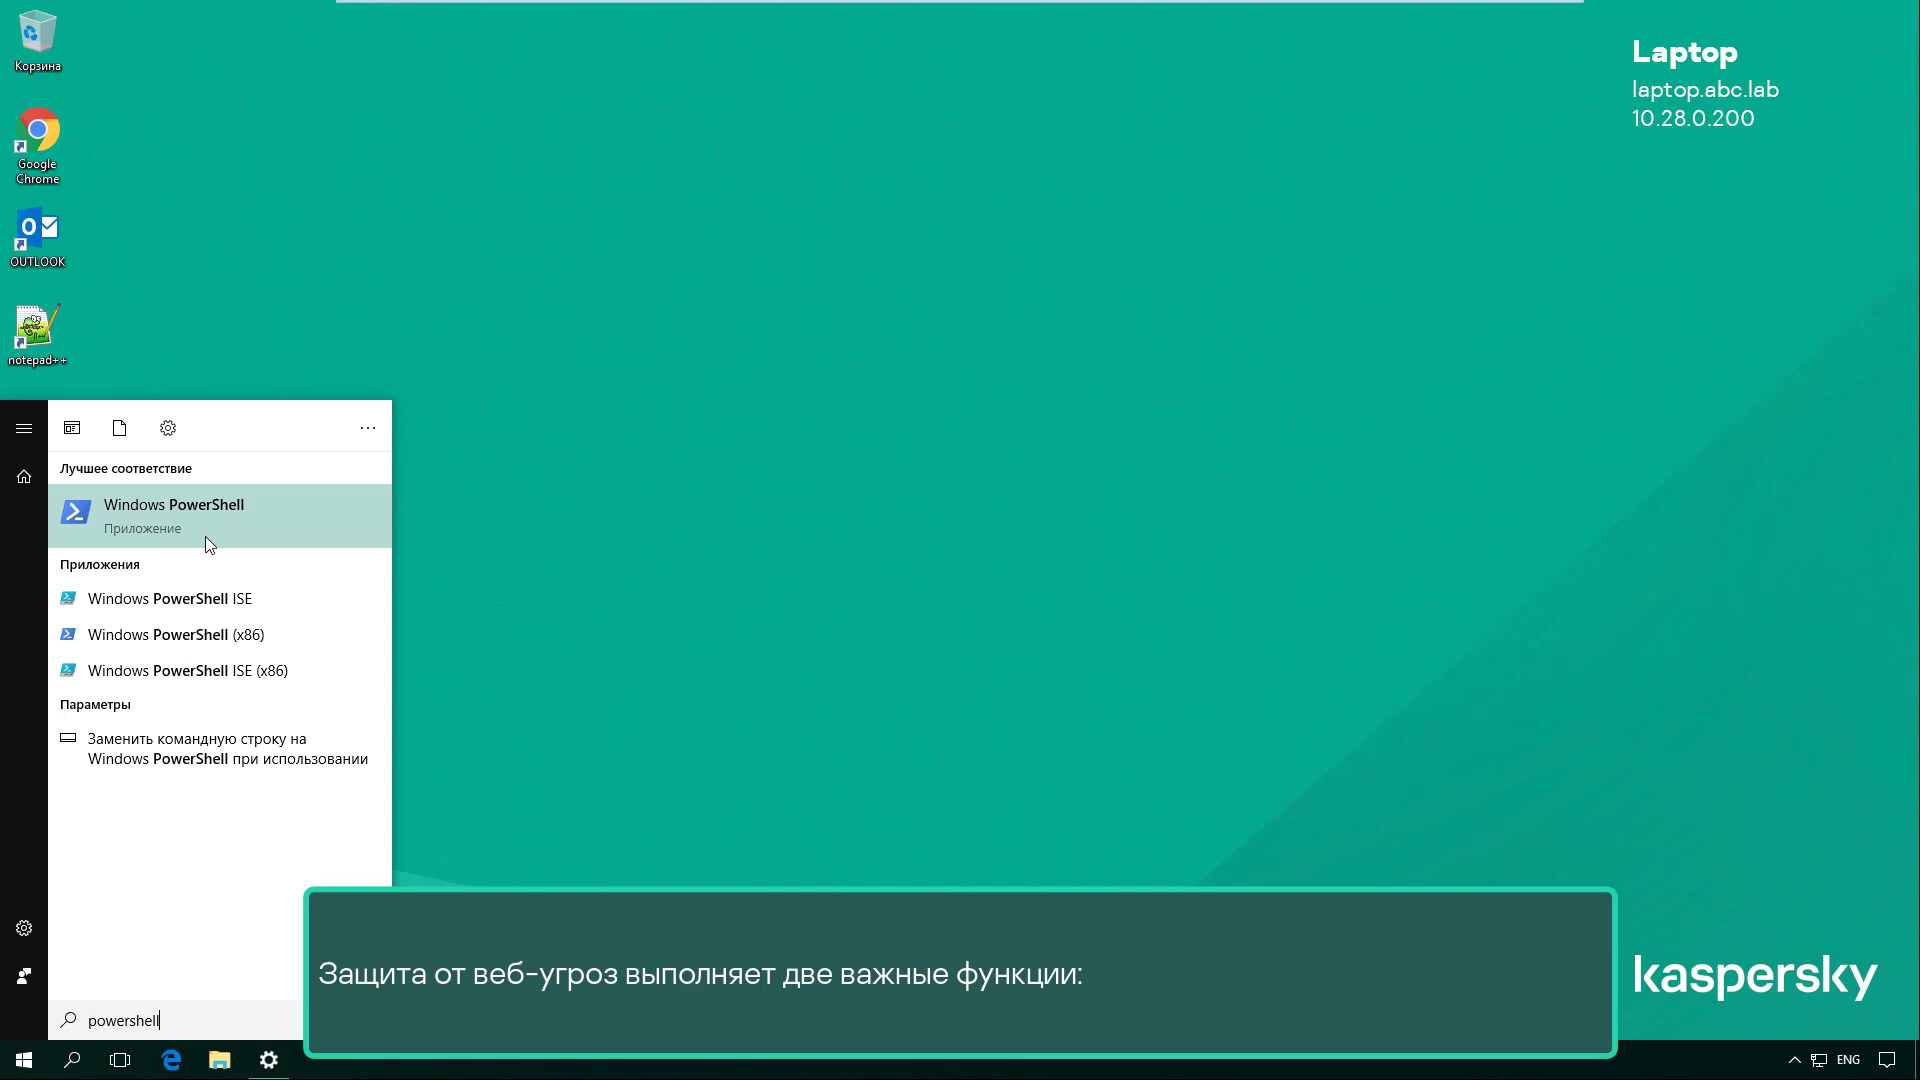 Корзина
Google
Chrome
OUTLOOK
notepad++
Laptop
laptop.abc.lab
10.28.0.200
Лучшее соответствие
Windows PowerShell
Приложение
Приложения
Windows PowerShell ISE
Windows PowerShell (x86)
Windows PowerShell ISE (x86)
Параметры
Заменить командную строку на
Windows PowerShell при использовании
powershell
Защита от веб-угроз выполняет две важные функции:
kaspersky
ENG